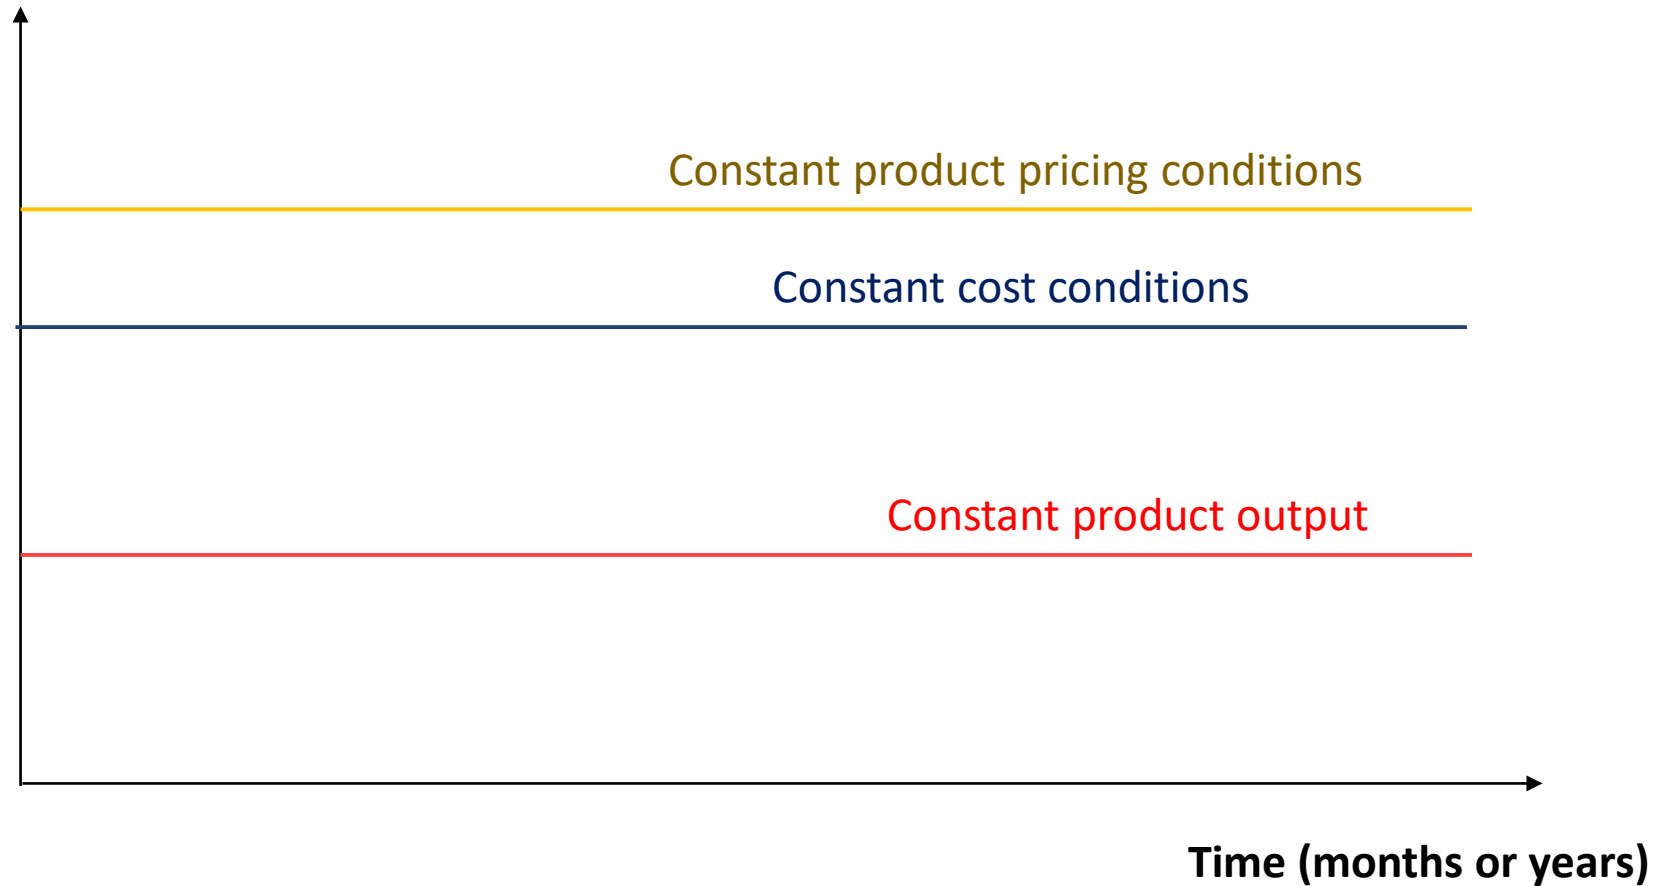 Constant product pricing conditions
Constant cost conditions
Constant product output
Time (months or years)